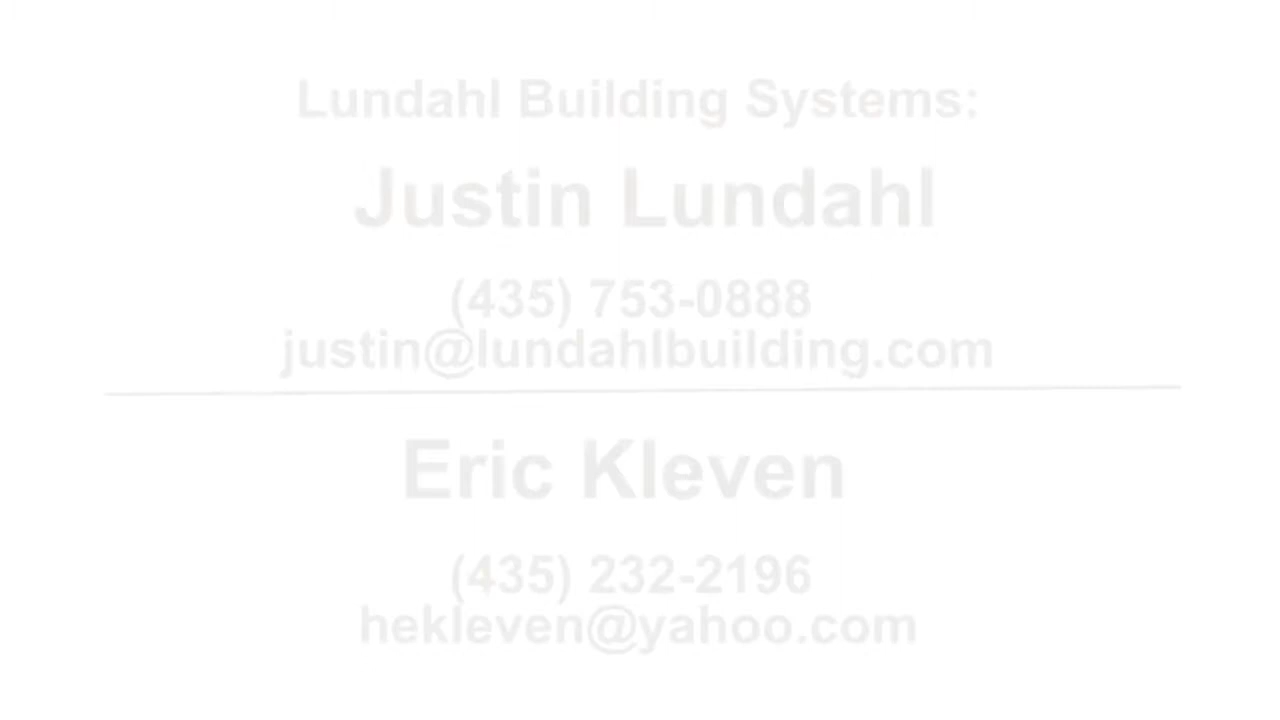 Lundahl Building Systems:
Justin Lundahl
(435) 753-0888
justin@lundahlbuilding.com
Eric Kleven
(435) 232-2196
hekleven@yahoo.com